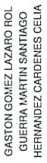 GASTON GOMEZ LAZARO ROL
GUERRA MARTIN SANTIAGO
HERNANDEZ CARDENES CELIA